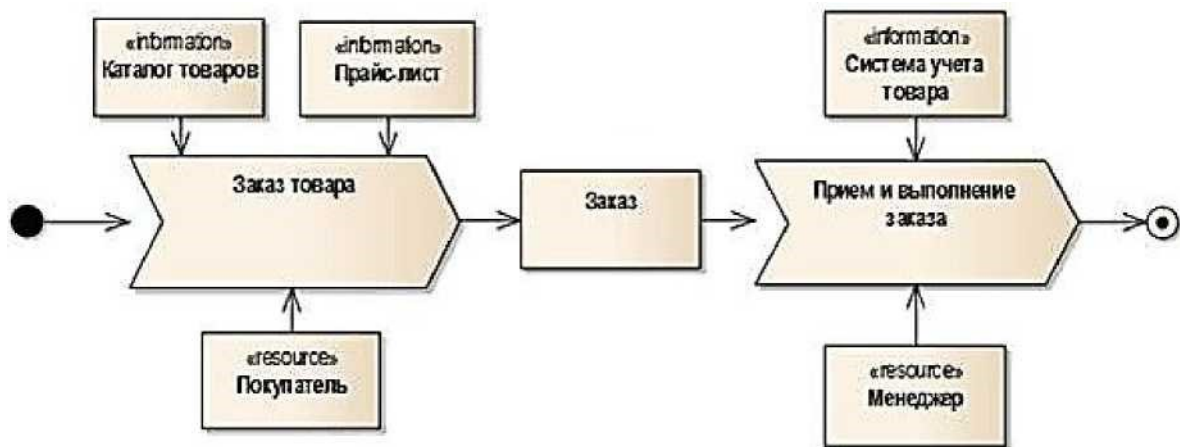 «information»
Каталог товаров
«information»
Прайс-лист
«information»
Система учета
товара
Заказ товара
Заказ
Прием и выполнение
заказа
«resource»
Покупатель
«resource»
Менеджер